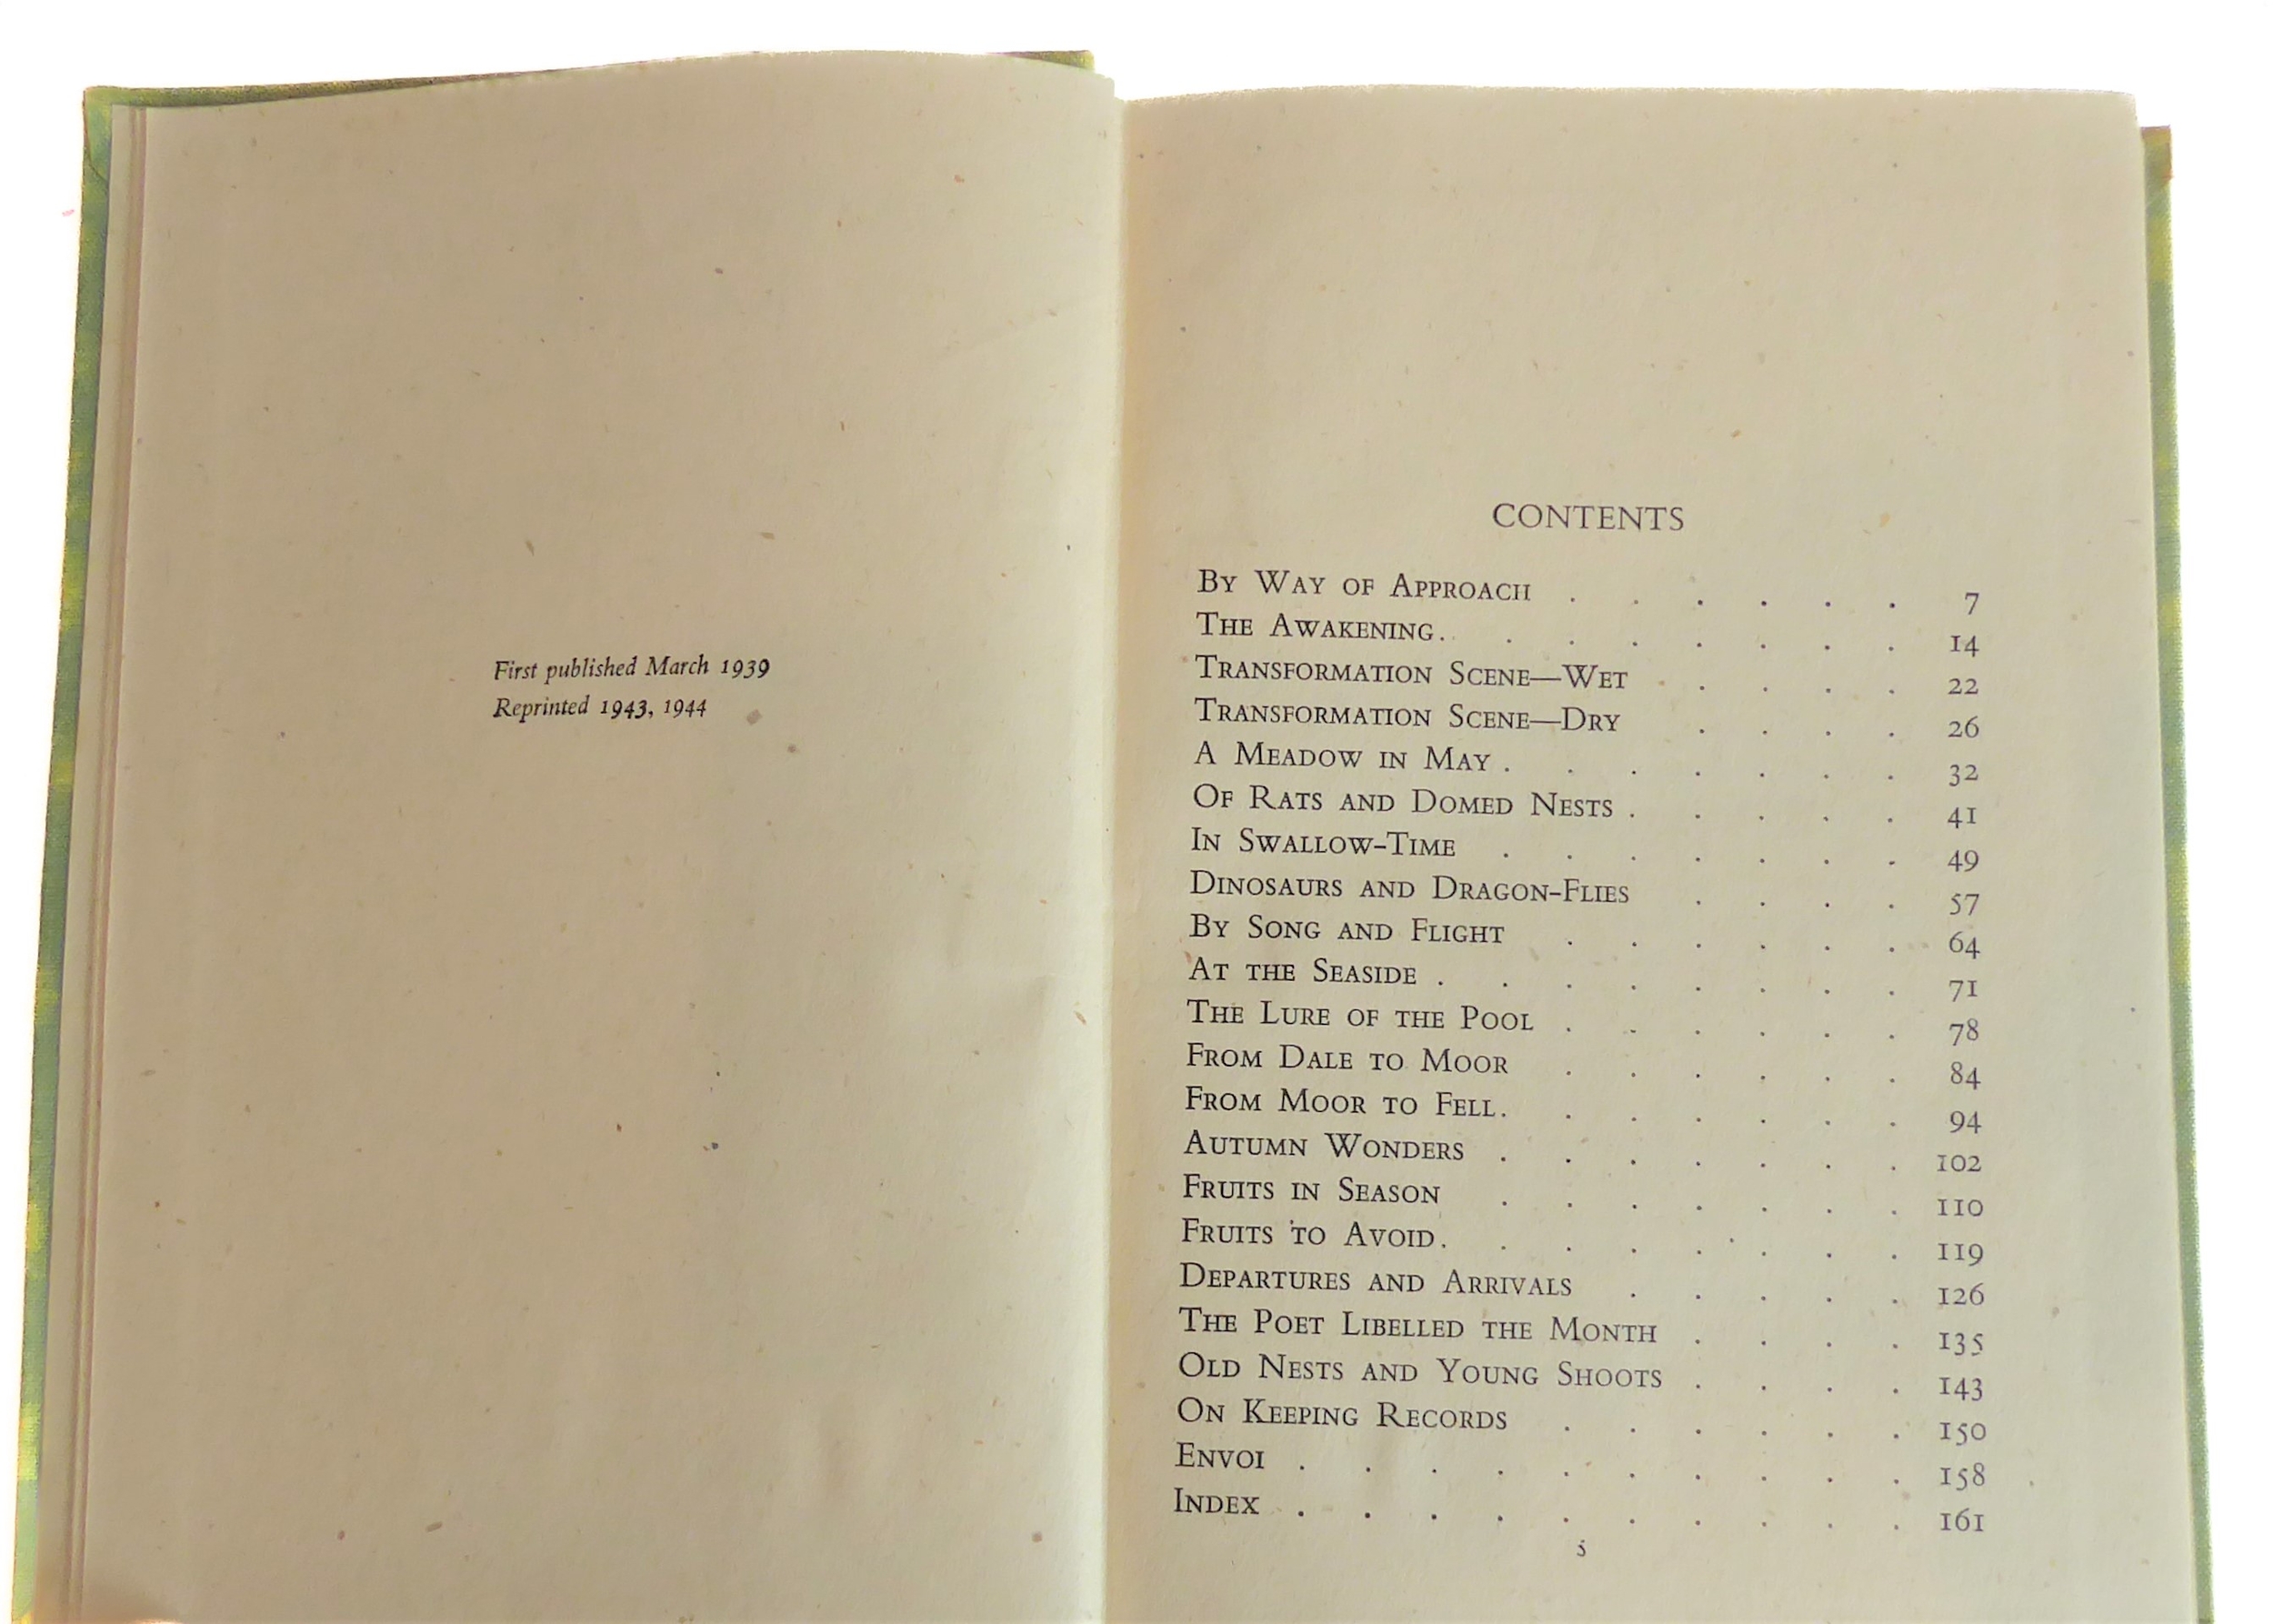 First published March 1939
Reprinted 1943, 1944
CONTENTS
BY WAY OF APPROACH . . . . . . 7
THE AWAKENING. . . . . . . . 14
TRANSFORMATION SCENE—WET . . . . 22
TRANSFORMATION SCENE—DRY . . . . 26
A MEADOW IN MAY . . . . . . . 32
OF RATS AND DOMED NESTS . . . . . 41
IN SWALLOW-TIME . . . . . . . 49
DINOSAURS AND DRAGON-FLIES . . . . 57
BY SONG AND FLIGHT . . . . . . 64
AT THE SEASIDE . . . . . . . . 71
THE LURE OF THE POOL . . . . . . 78
FROM DALE TO MOOR . . . . . . 84
FROM MOOR TO FELL. . . . . . . 94
AUTUMN WONDERS . . . . . . . 102
FRUITS IN SEASON . . . . . . . 110
FRUITS TO AVOID. . . . . . . . 119
DEPARTURES AND ARRIVALS . . . . . 126
THE POET LIBELLED THE MONTH . . . . 135
OLD NESTS AND YOUNG SHOOTS . . . . 143
ON KEEPING RECORDS . . . . . . 150
ENVOI . . . . . . . . . . 158
INDEX . . . . . . . . . . 161
5